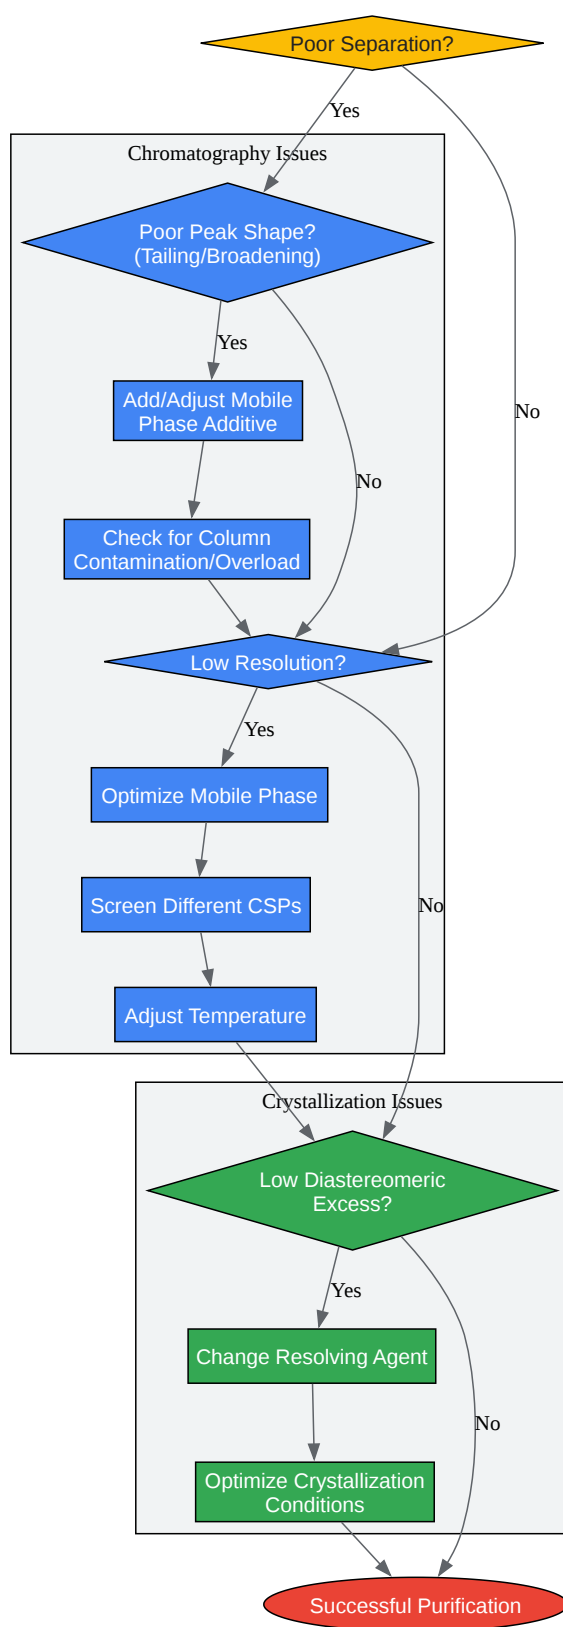 Poor Separation?
Yes
Chromatography Issues
Poor Peak Shape?
(Tailing/Broadening)
Yes
Add/Adjust Mobile
Phase Additive
No
No
Check for Column
Contamination/Overload
Low Resolution?
Yes
Optimize Mobile Phase
Screen Different CSPs
No
Adjust Temperature
Crystallization Issues
Low Diastereomeric
Excess?
Yes
Change Resolving Agent
No
Optimize Crystallization
Conditions
Successful Purification